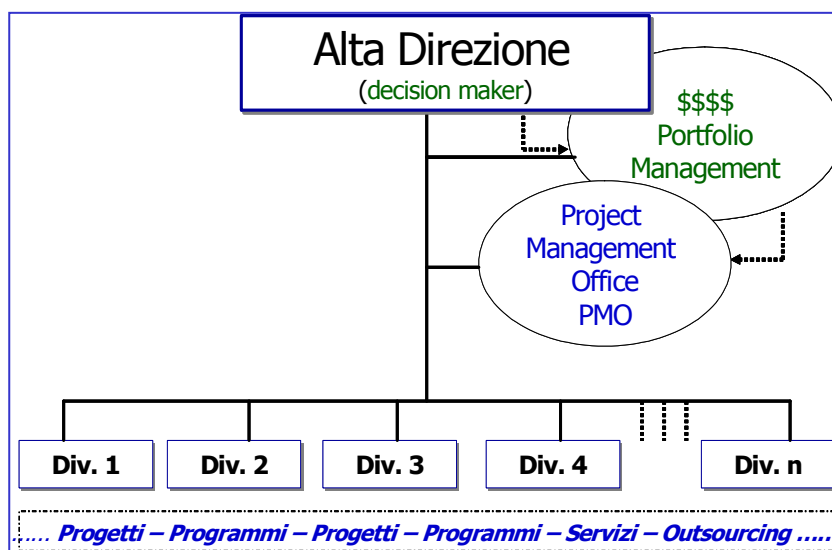 Alta Direzione
(decision maker)
$$$$
Portfolio
Management
Project
Management
Office
PMO
Div. 1
Div. 2
Div. 3
Div. 4
Div. n
...... Progetti – Programmi – Progetti – Programmi – Servizi – Outsourcing ......